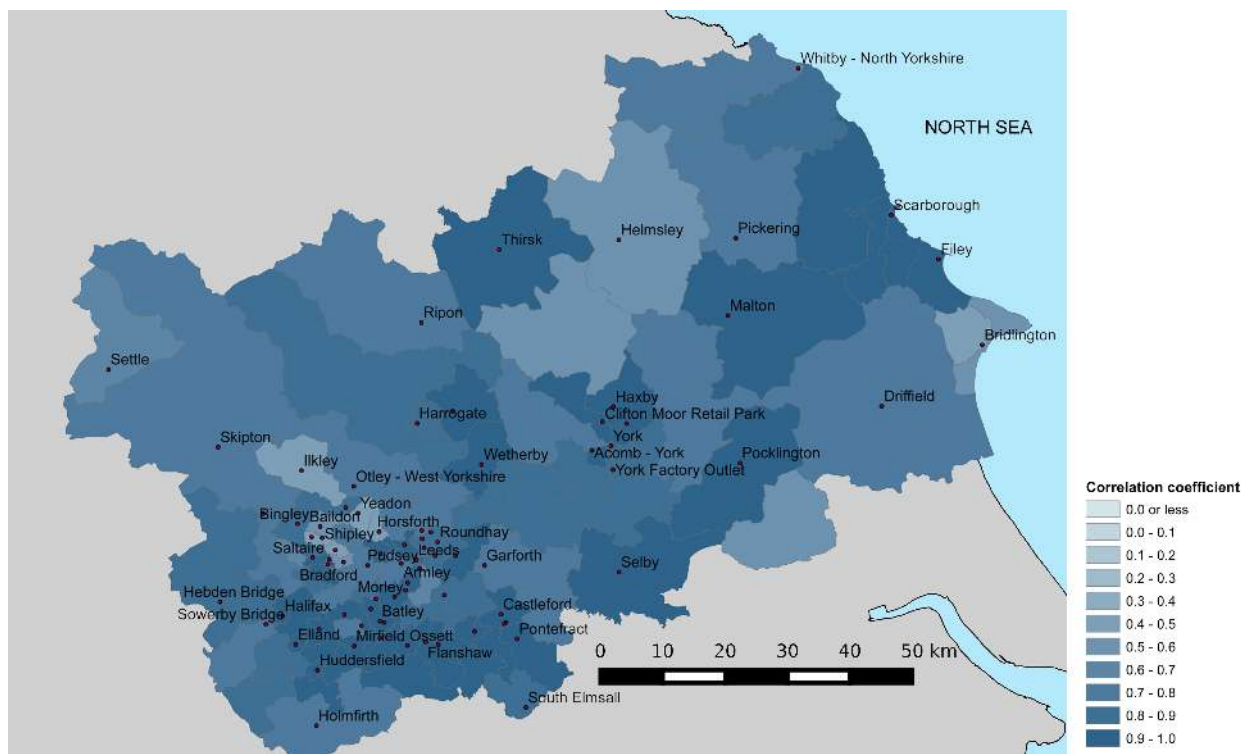 Whitby - North Yorkshire
NORTH SEA
Scarborough
Thirsk
Helmsley
Pickering
Filey
Malton
Ripon
Bridlington
Settle
Driffield
Haxby
Clifton Moor Retail Park
Harrogate
York
Skipton
Acomb - York
Wetherby
Pocklington
York Factory Outlet
Ilkley
Otley - West Yorkshire
Yeadon
Bingley
Baildon
Horsforth
Roundhay
Shipley
Saltaire
Pudsey
Leeds
Garforth
Selby
Bradford
Armley
Hebden Bridge
Morley
Halifax
Batley
Castleford
Sowerby Bridge
Elland
Mirfield
Ossett
Pontefract
Flanshaw
Huddersfield
South Elmsall
Holmfirth
0 10 20 30 40 50 km
Correlation coefficient
0.0 or less
0.0 - 0.1
0.1 - 0.2
0.2 - 0.3
0.3 - 0.4
0.4 - 0.5
0.5 - 0.6
0.6 - 0.7
0.7 - 0.8
0.8 - 0.9
0.9 - 1.0